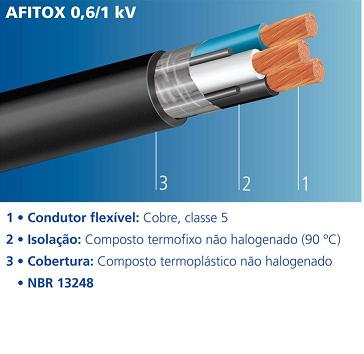 AFITOX 0,6/1 kV
3 2 1
1 • Condutor flexível: Cobre, classe 5
2 • Isolação: Composto termofixo não halogenado (90 ºC)
3 • Cobertura: Composto termoplástico não halogenado
• NBR 13248